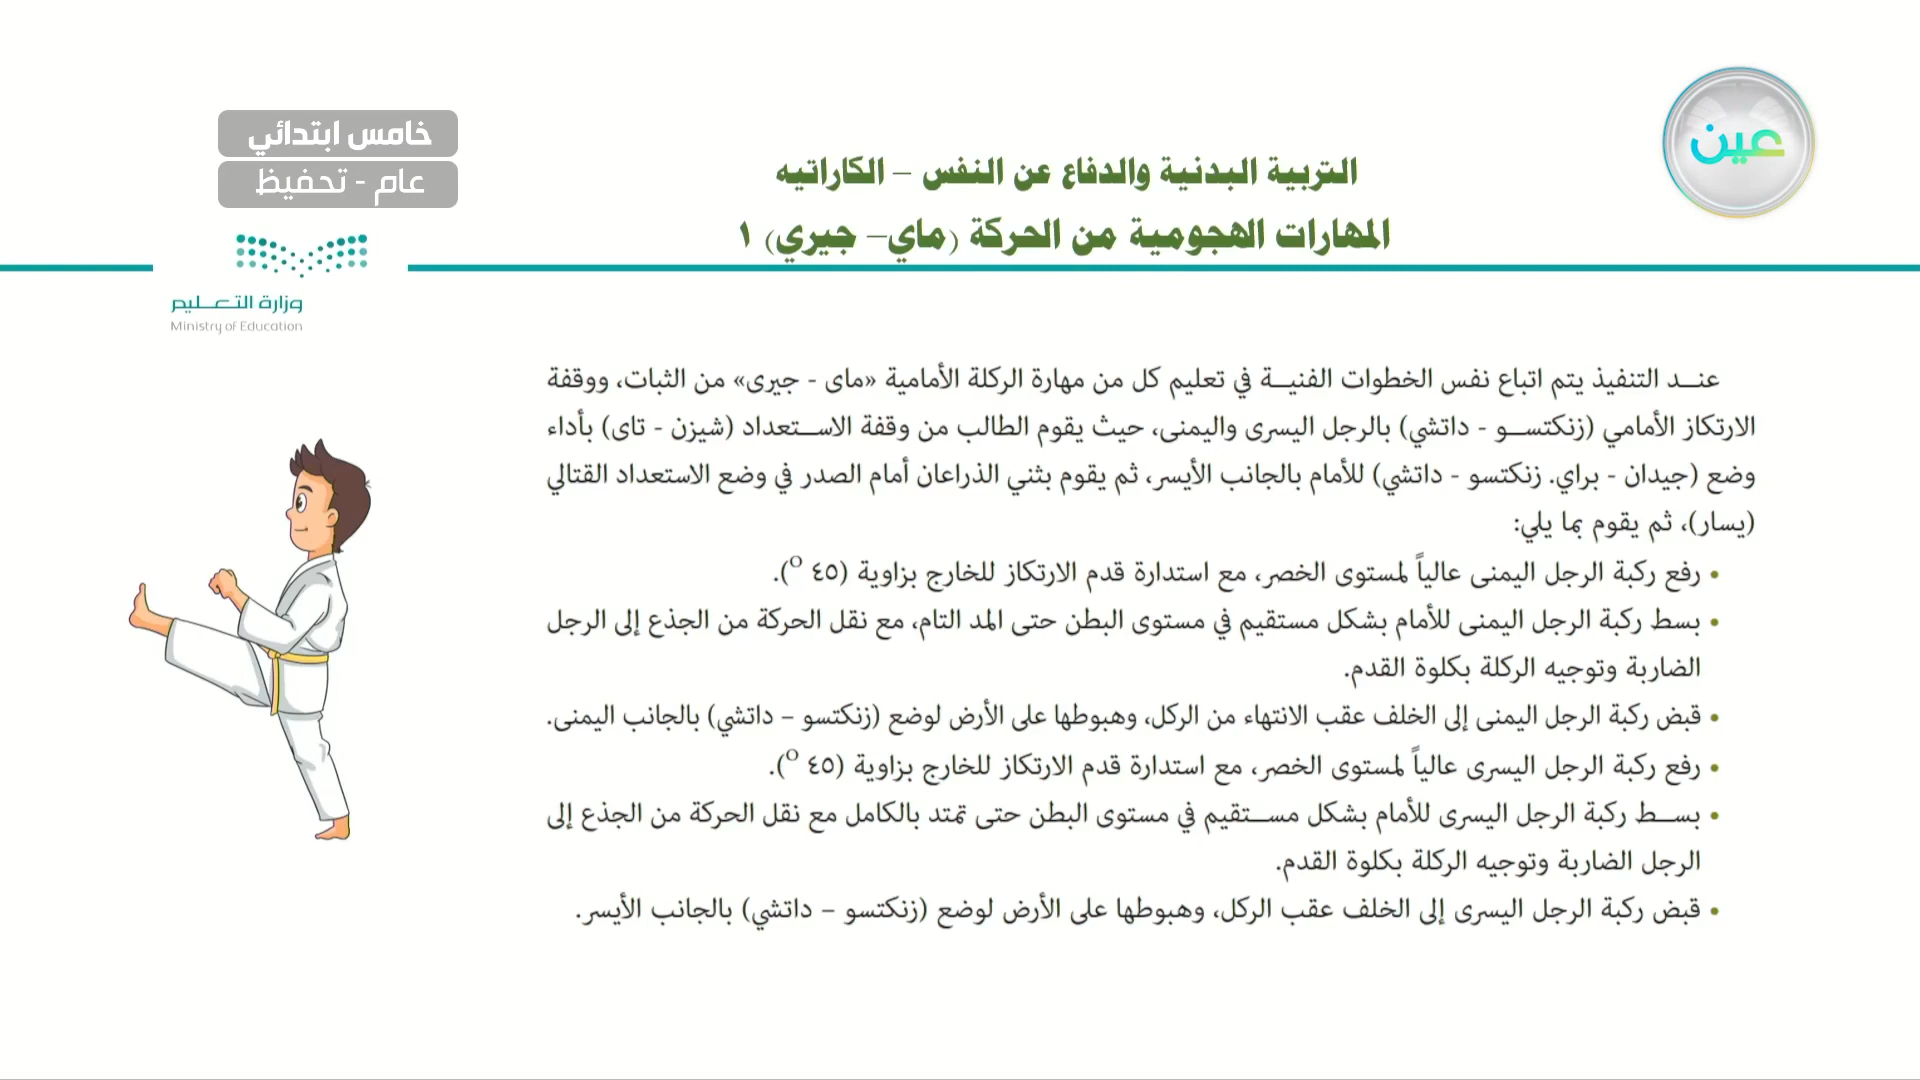 عين
خامس ابتدائي
عام - تحفيظ
التربية البدنية والدفاع عن النفس – الكاراتيه
المهارات الهجومية من الحركة (ماي– جيري) ١
وزارة التعليم
Ministry of Education
عند التنفيذ يتم اتباع نفس الخطوات الفنية في تعليم كل من مهارة الركلة الأمامية «ماى - جيرى» من الثبات، ووقفة
الارتكاز الأمامي (زنكتسو - داتشي) بالرجل اليسرى واليمنى، حيث يقوم الطالب من وقفة الاستعداد (شيزن - تاى) بأداء
وضع (جيدان - براي. زنكتسو - داتشي) للأمام بالجانب الأيسر، ثم يقوم بثني الذراعان أمام الصدر في وضع الاستعداد القتالي
(يسار)، ثم يقوم بما يلي:
• رفع ركبة الرجل اليمنى عالياً لمستوى الخصر، مع استدارة قدم الارتكاز للخارج بزاوية (٤٥ °).
• بسط ركبة الرجل اليمنى للأمام بشكل مستقيم في مستوى البطن حتى المد التام، مع نقل الحركة من الجذع إلى الرجل
الضاربة وتوجيه الركلة بكلوة القدم.
• قبض ركبة الرجل اليمنى إلى الخلف عقب الانتهاء من الركل، وهبوطها على الأرض لوضع (زنكتسو – داتشي) بالجانب اليمنى.
• رفع ركبة الرجل اليسرى عالياً لمستوى الخصر، مع استدارة قدم الارتكاز للخارج بزاوية (٤٥ °).
• بسط ركبة الرجل اليسرى للأمام بشكل مستقيم في مستوى البطن حتى تمتد بالكامل مع نقل الحركة من الجذع إلى
الرجل الضاربة وتوجيه الركلة بكلوة القدم.
• قبض ركبة الرجل اليسرى إلى الخلف عقب الركل، وهبوطها على الأرض لوضع (زنكتسو – داتشي) بالجانب الأيسر.